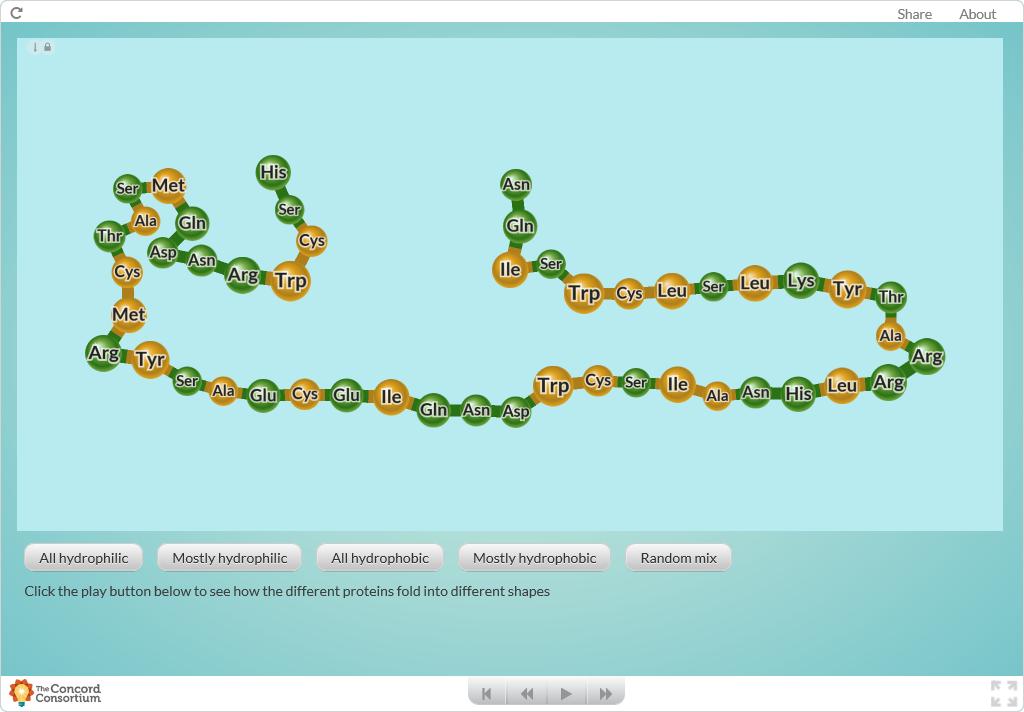 Share About
His
Ser
Cys
Trp
Arg
Asn
Asp
Gln
Met
Ser
Ala
Thr
Cys
Met
Arg
Tyr
Ser
Ala
Glu
Cys
Glu
Ile
Gln
Asn
Asp
Trp
Cys
Ser
Ile
Ala
Asn
His
Leu
Arg
Arg
Ala
Thr
Tyr
Lys
Leu
Ser
Leu
Cys
Trp
Ser
Ile
Gln
Asn
All hydrophilic Mostly hydrophilic All hydrophobic Mostly hydrophobic Random mix
Click the play button below to see how the different proteins fold into different shapes
The Concord
Consortium